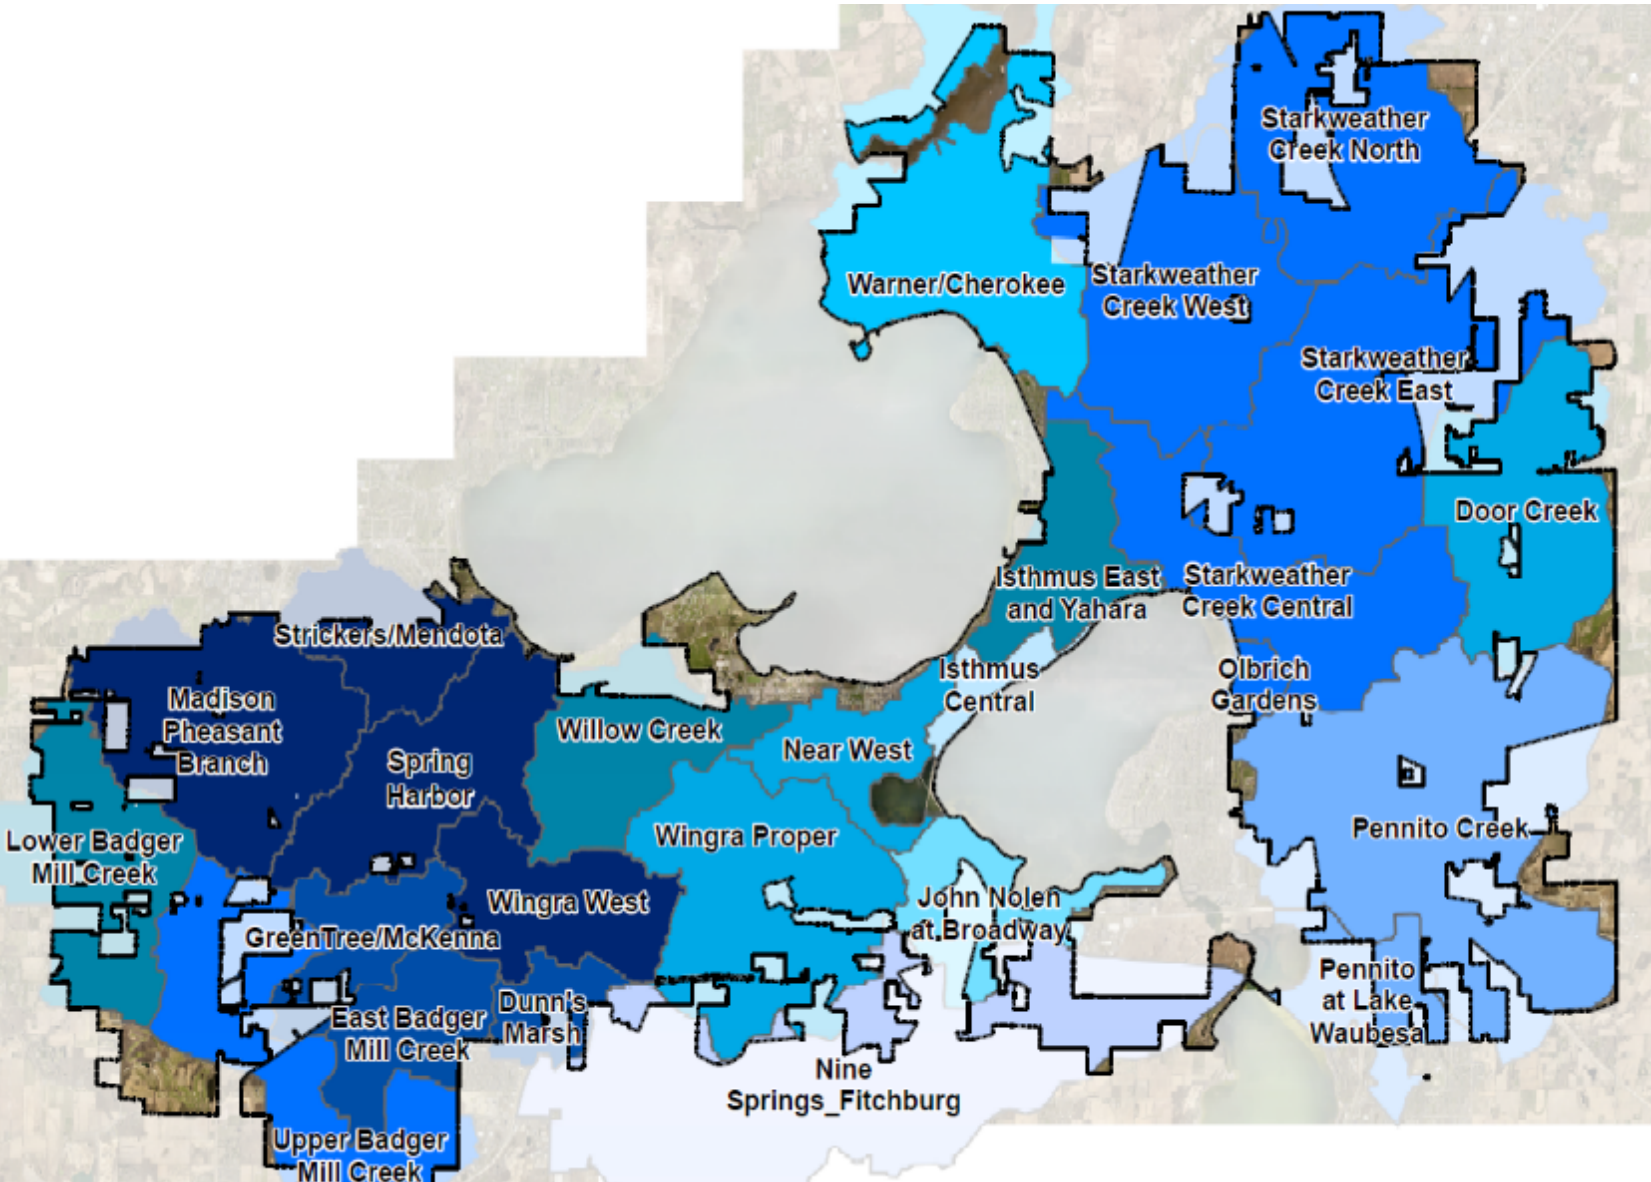 Starkweather
Creek North
Warner/Cherokee
Starkweather
Creek West
Starkweather
Creek East
Door Creek
Isthmus East
and Yahara
Starkweather
Creek Central
Strickers/Mendota
Isthmus
Central
Olbrich
Gardens
Madison
Pheasant
Branch
Willow Creek
Near West
Spring
Harbor
Wingra Proper
Pennito Creek
Lower Badger
Mill Creek
Wingra West
John Nolen
at Broadway
GreenTree/McKenna
Pennito
at Lake
Waubesa
Dunn's
Marsh
East Badger
Mill Creek
Nine
Springs_Fitchburg
Upper Badger
Mill Creek